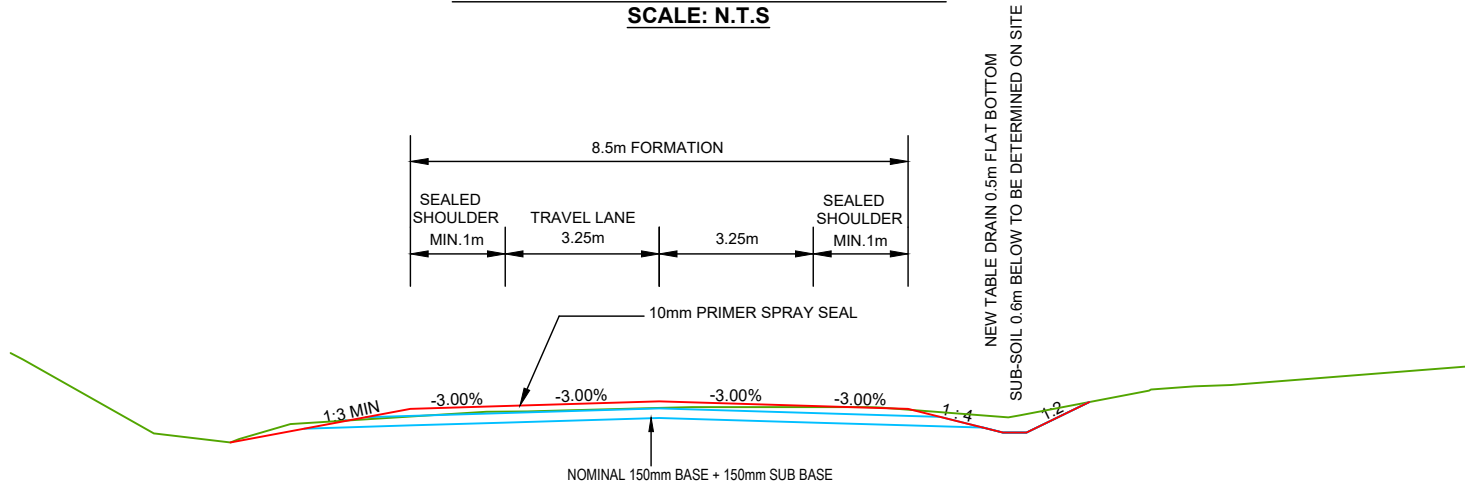 SCALE: N.T.S
NEW TABLE DRAIN 0.5m FLAT BOTTOM
SUB-SOIL 0.6m BELOW TO BE DETERMINED ON SITE
8.5m FORMATION
SEALED
SHOULDER
MIN.1m
TRAVEL LANE
3.25m
3.25m
SEALED
SHOULDER
MIN.1m
10mm PRIMER SPRAY SEAL
1:3 MIN
-3.00%
-3.00%
-3.00%
-3.00%
1 : 4
1:2
NOMINAL 150mm BASE + 150mm SUB BASE